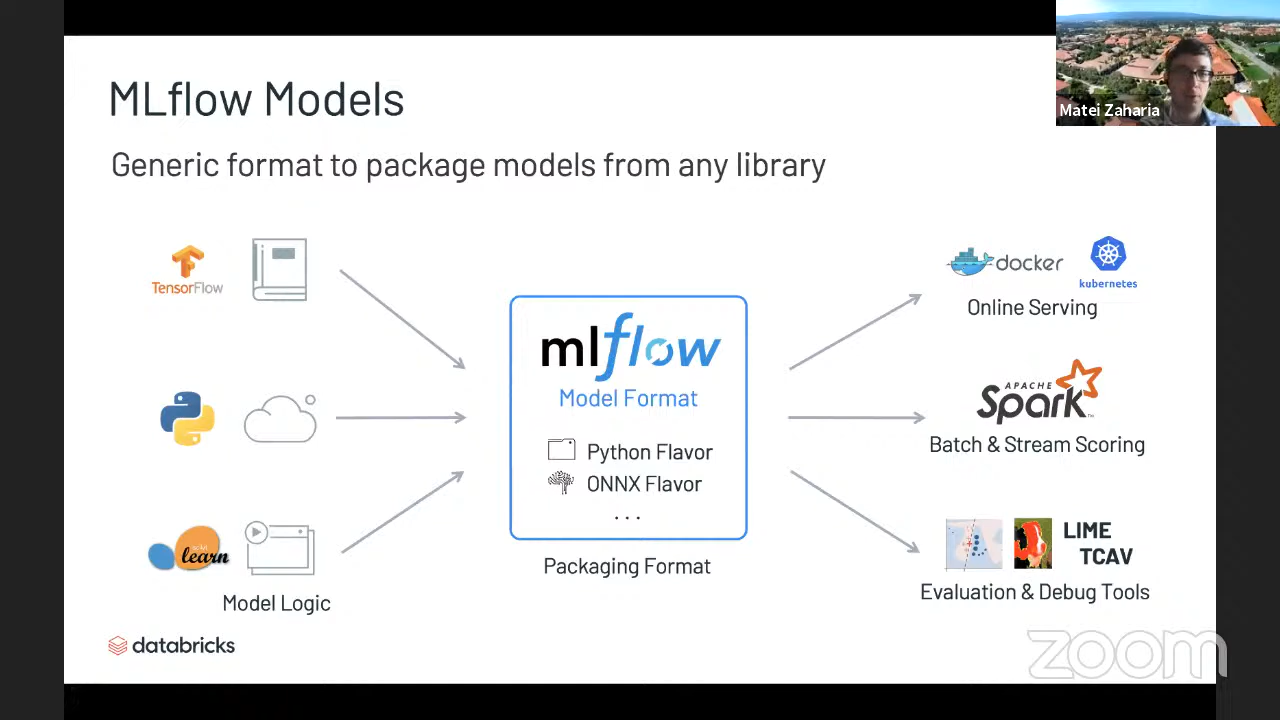 MLflow Models
Matei Zaharia
Generic format to package models from any library
TensorFlow
learn
Model Logic
mlflow
Model Format
Python Flavor
ONNX Flavor
...
Packaging Format
docker
kubernetes
Online Serving
APACHE
Spark
Batch & Stream Scoring
LIME
TCAV
Evaluation & Debug Tools
databricks
zoom